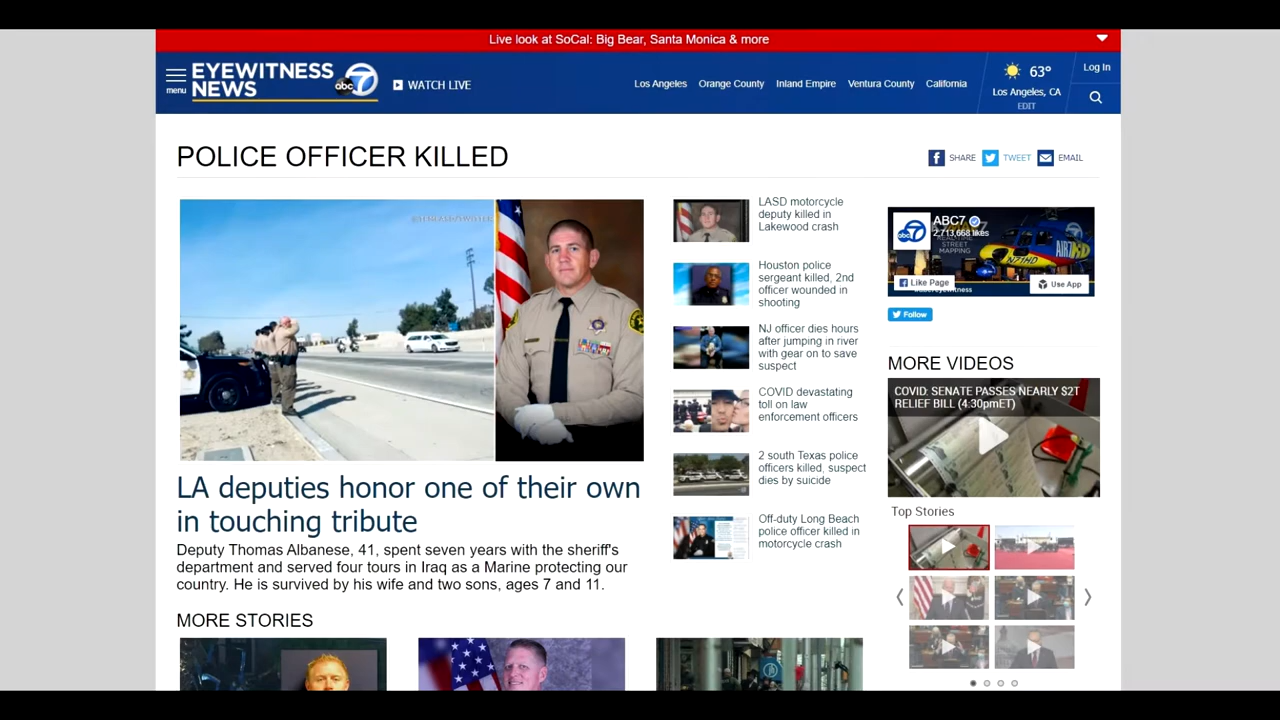 Live look at SoCal: Big Bear, Santa Monica & more
menu
EYEWITNESS
NEWS
abc 7
WATCH LIVE
Los Angeles
Orange County
Inland Empire
Ventura County
California
63°
Los Angeles, CA
EDIT
Log In
POLICE OFFICER KILLED
SHARE
TWEET
EMAIL
LA deputies honor one of their own
in touching tribute
Deputy Thomas Albanese, 41, spent seven years with the sheriff's
department and served four tours in Iraq as a Marine protecting our
country. He is survived by his wife and two sons, ages 7 and 11.
LASD motorcycle
deputy killed in
Lakewood crash
Houston police
sergeant killed, 2nd
officer wounded in
shooting
NJ officer dies hours
after jumping in river
with gear on to save
suspect
COVID devastating
toll on law
enforcement officers
2 south Texas police
officers killed, suspect
dies by suicide
Off-duty Long Beach
police officer killed in
motorcycle crash
abc 7
ABC7
2,713,668 likes
STREET
MAPPING
AIR7HD
N71HD
Like Page
Use App
Follow
MORE VIDEOS
COVID: SENATE PASSES NEARLY $2T
RELIEF BILL (4:30pmET)
Top Stories
MORE STORIES